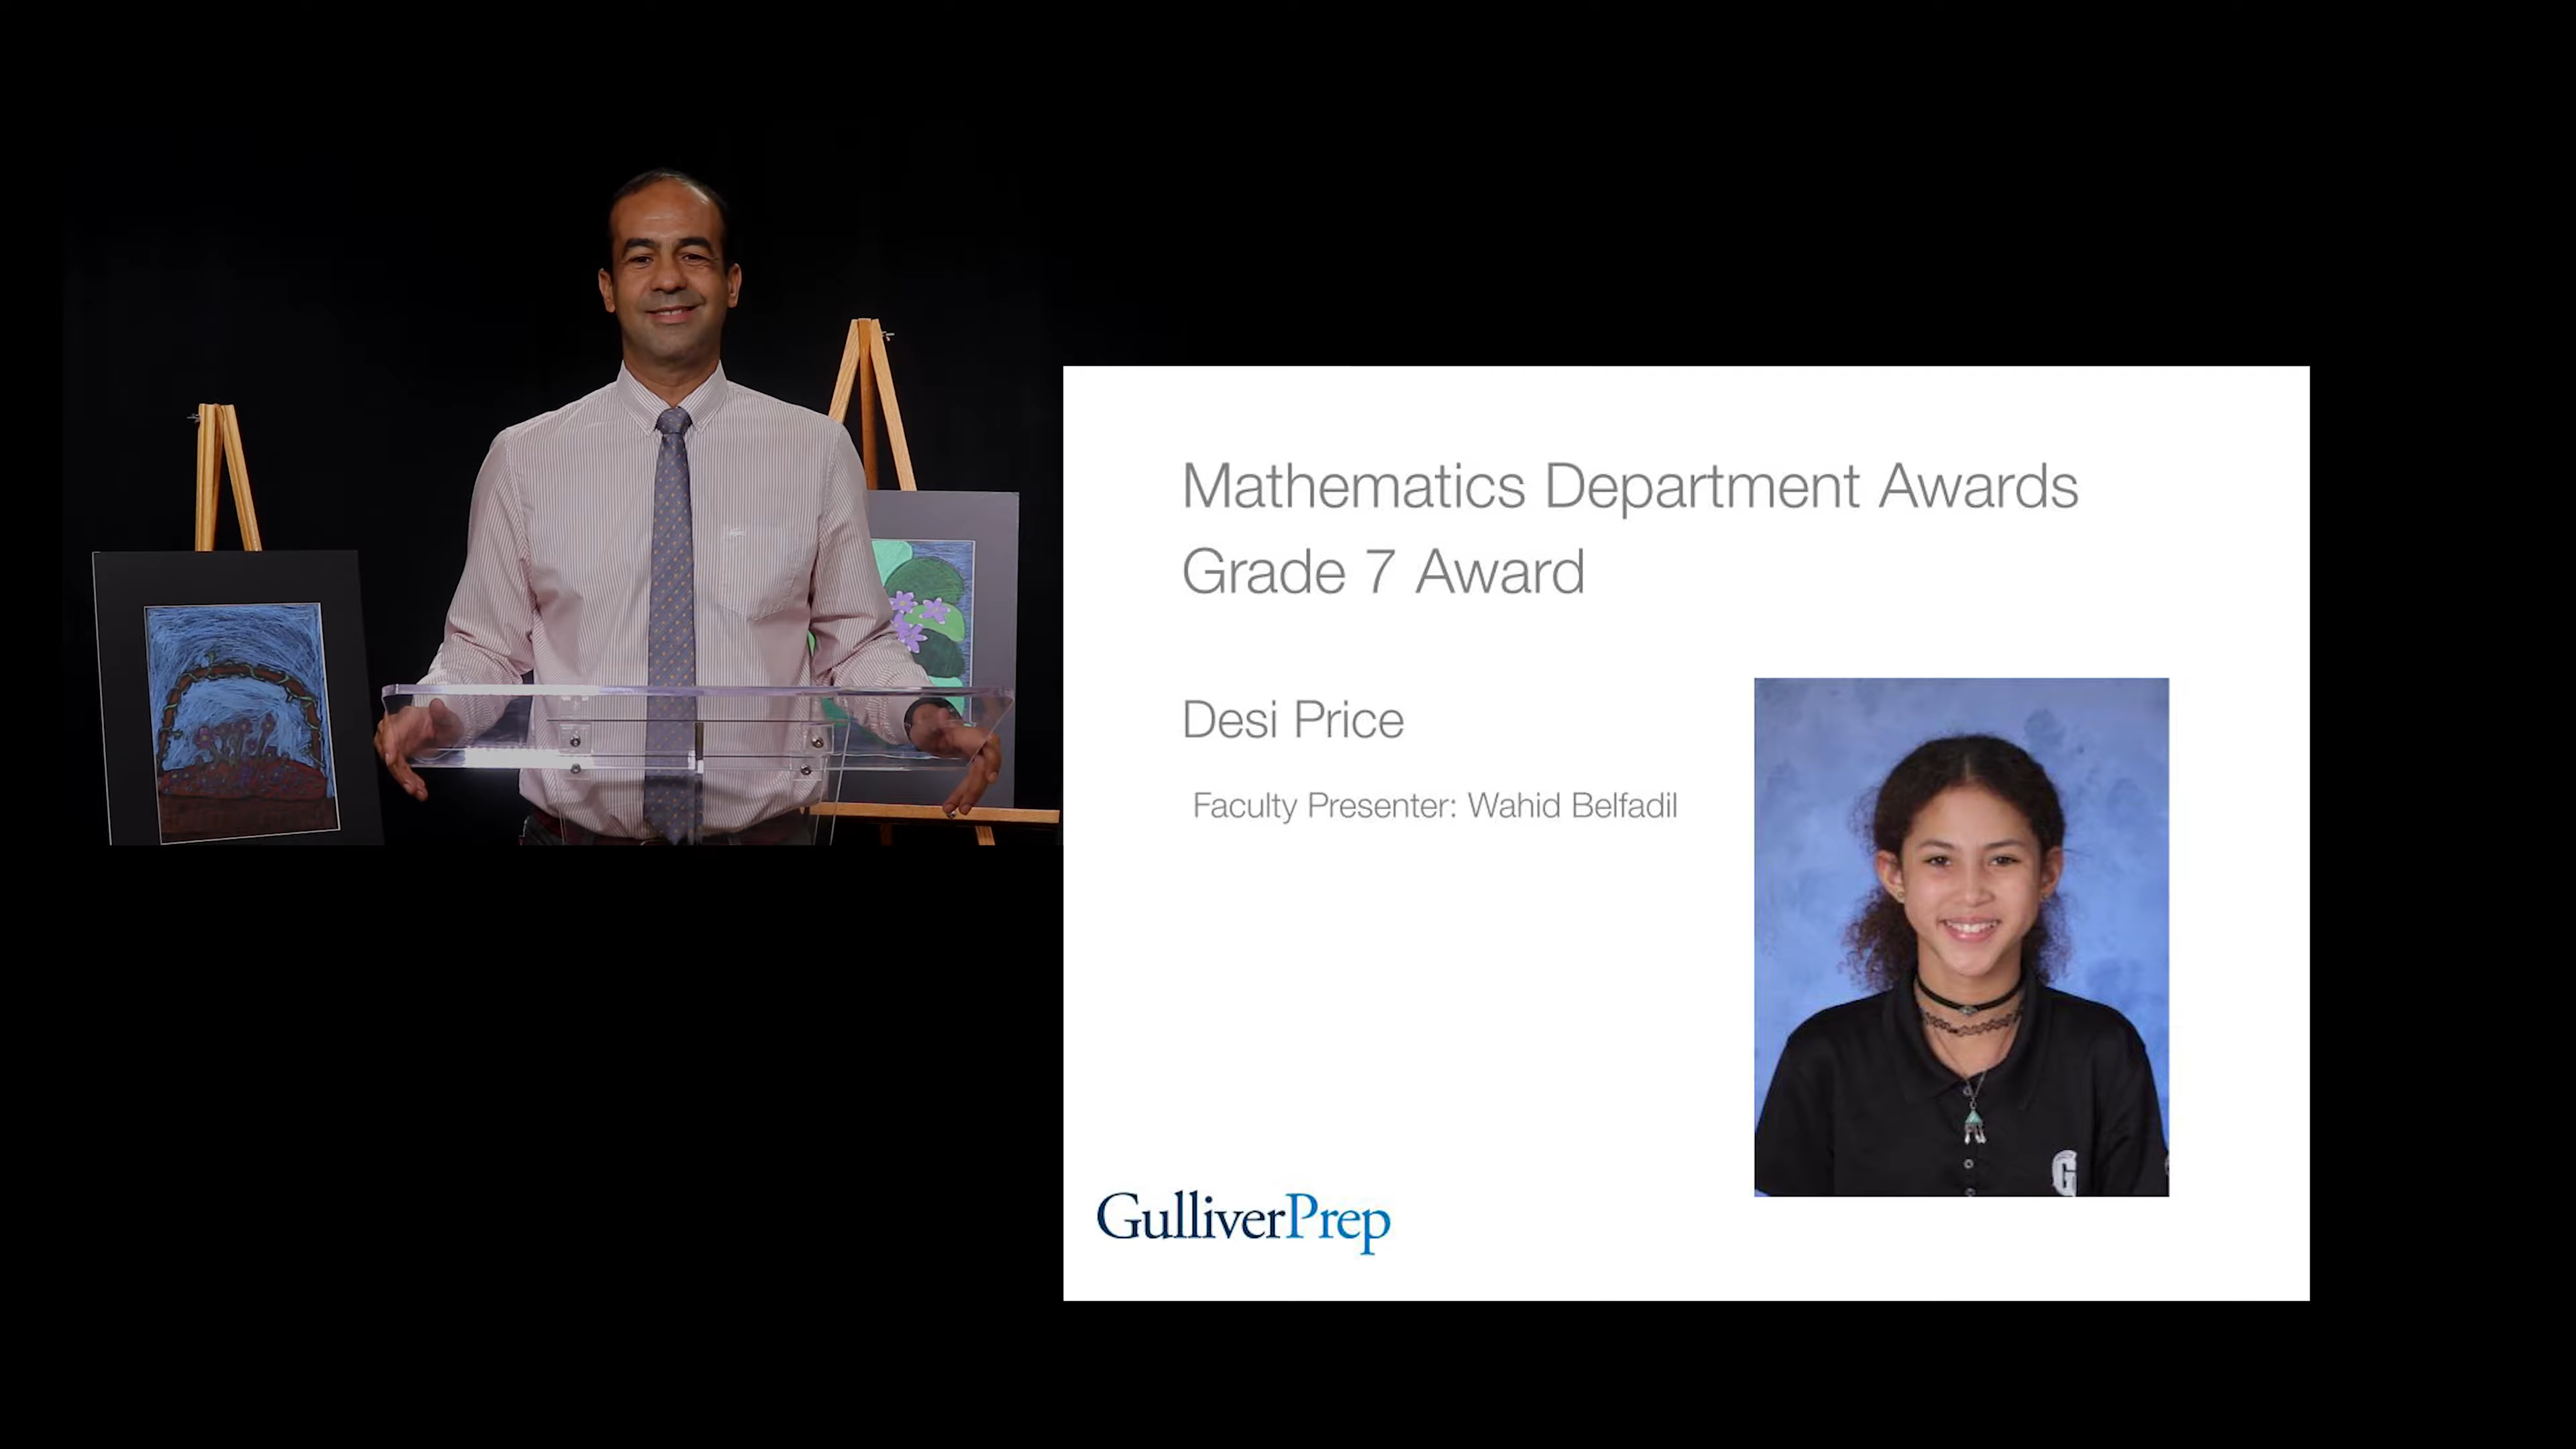 Mathematics Department Awards
Grade 7 Award
Desi Price
Faculty Presenter: Wahid Belfadil
G
GulliverPrep